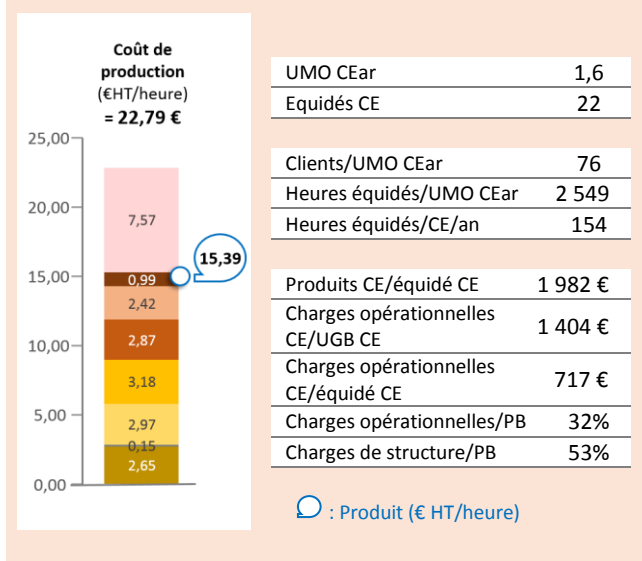 Coût de
production
(€HT/heure)
= 22,79 €
25,00
20,00
15,00
10,00
5,00
0,00
7,57
0,99
2,42
2,87
3,18
2,97
0,15
2,65
15,39
UMO CEar 1,6
Equidés CE 22
Clients/UMO CEar 76
Heures équidés/UMO CEar 2 549
Heures équidés/CE/an 154
Produits CE/équidé CE 1 982 €
Charges opérationnelles
CE/UGB CE 1 404 €
Charges opérationnelles
CE/équidé CE 717 €
Charges opérationnelles/PB 32%
Charges de structure/PB 53%
: Produit (€ HT/heure)